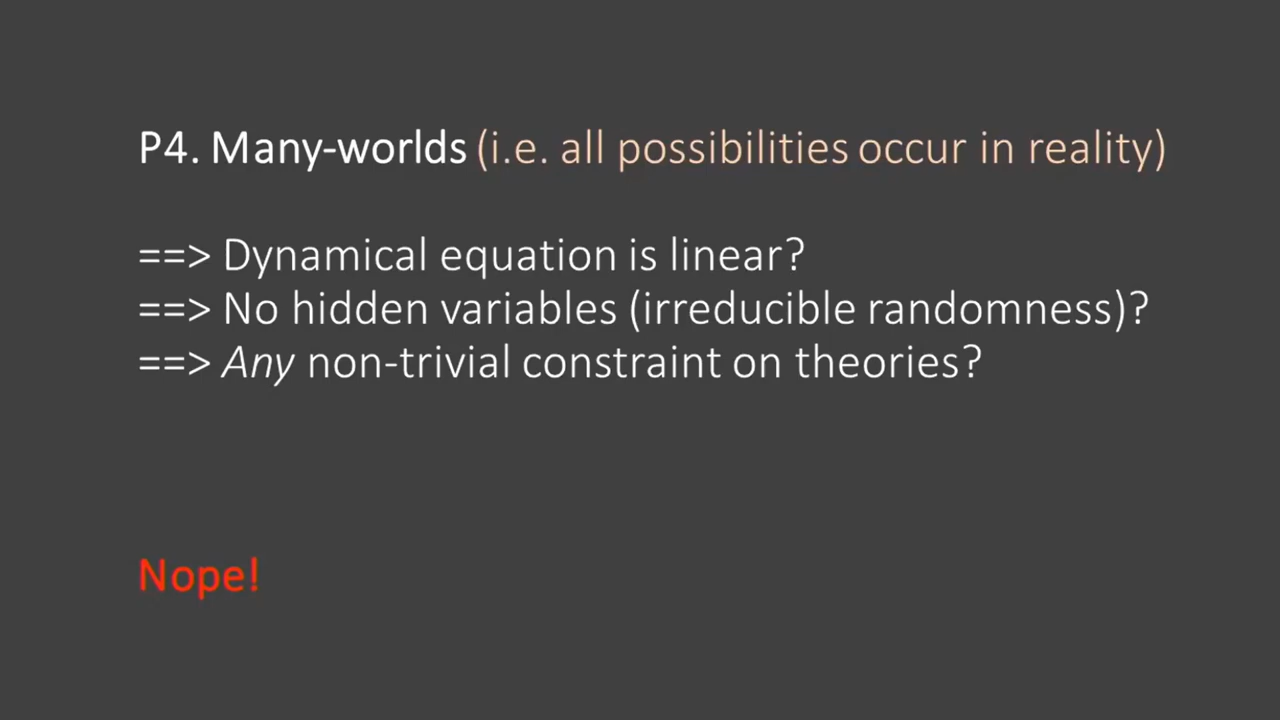 P4. Many-worlds (i.e. all possibilities occur in reality)
==> Dynamical equation is linear?
==> No hidden variables (irreducible randomness)?
==> Any non-trivial constraint on theories?
Nope!